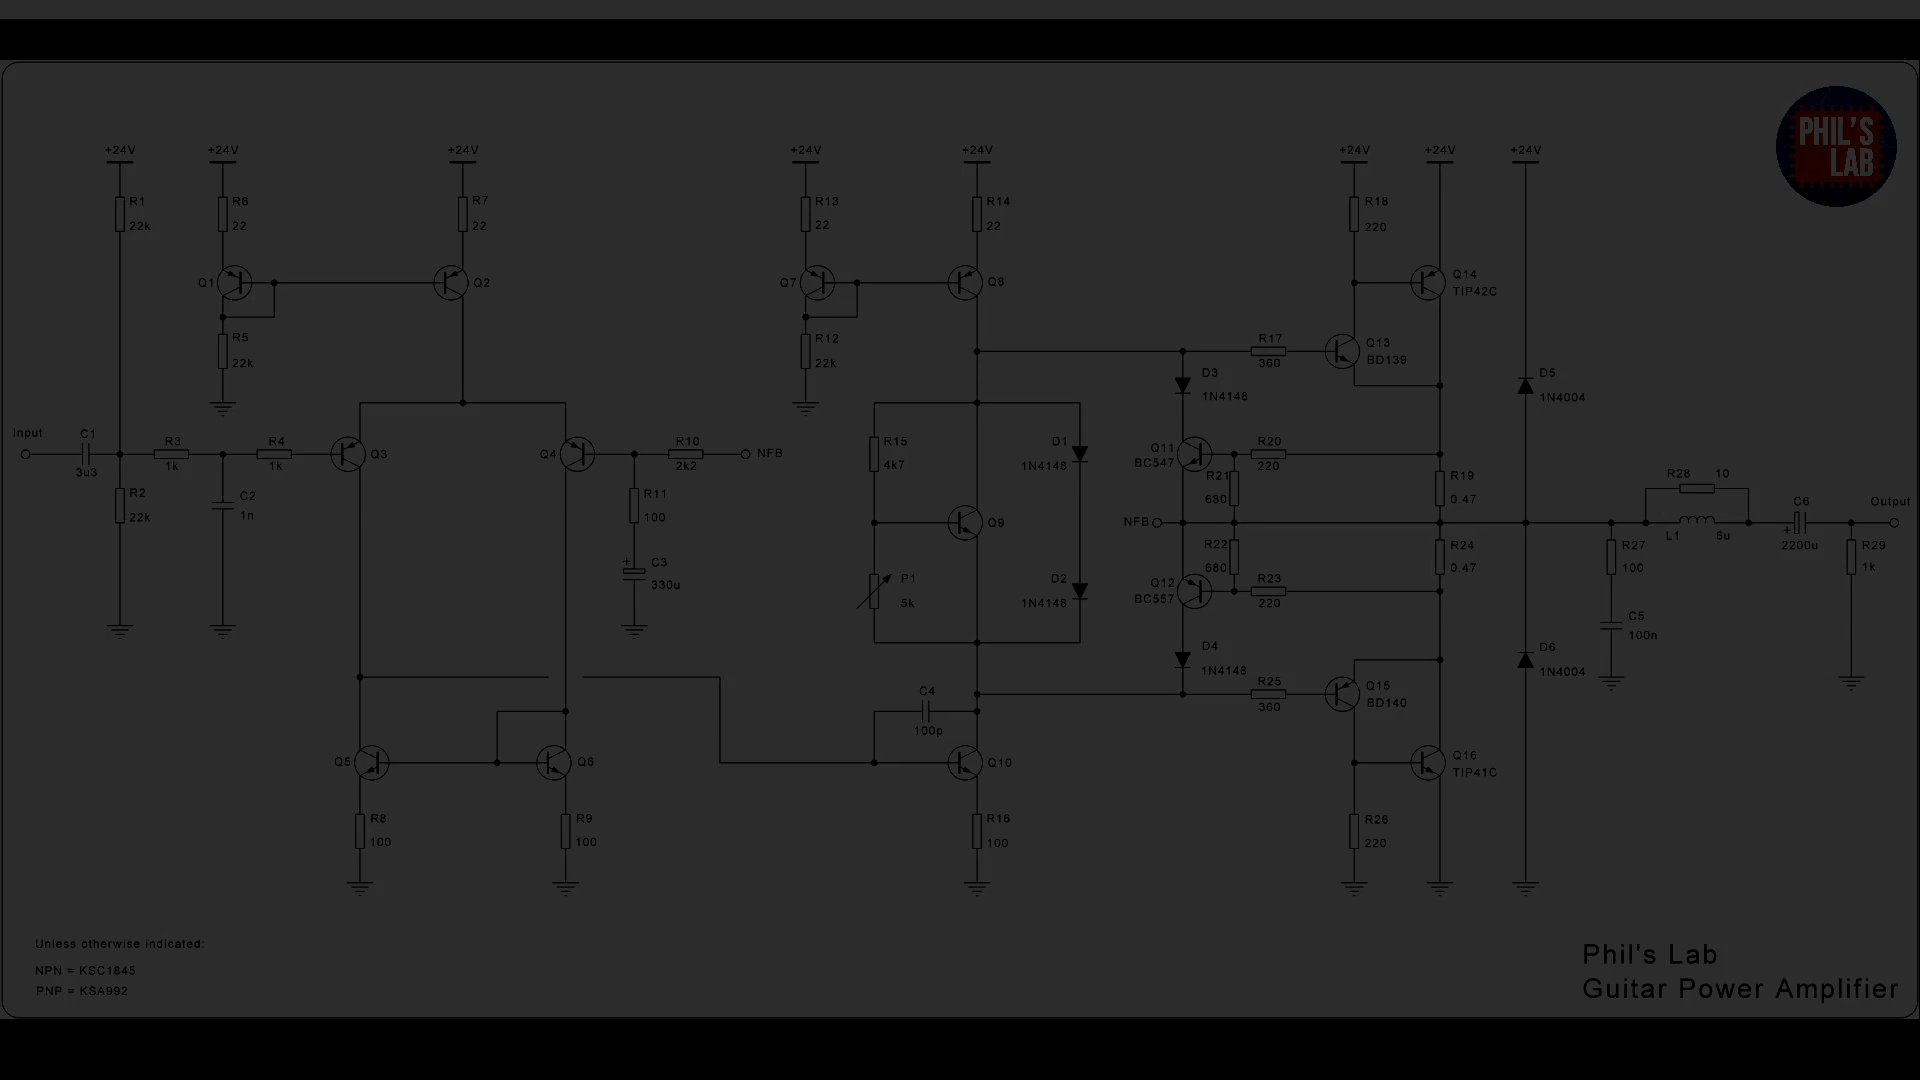 +24V
+24V
+24V
+24V
+24V
+24V
+24V
+24V
PHIL'S
LAB
R1
22k
R6
22
R7
22
R13
22
R14
22
R18
220
Q1
Q2
Q7
Q8
Q14
TIP42C
R5
22k
R12
22k
R17
360
Q13
BD139
D3
1N4148
D5
1N4004
Input
C1
3u3
R3
1k
R4
1k
Q3
Q4
R10
2k2
NFB
R15
4k7
D1
1N4148
Q11
BC547
R20
220
R21
680
R19
0.47
R2
22k
C2
1n
R11
100
Q9
NFB
R28
10
L1
6u
C6
+
2200u
Output
R29
1k
R27
100
C3
+
330u
P1
5k
D2
1N4148
R22
680
Q12
BC557
R23
220
R24
0.47
C5
100n
D4
1N4148
D6
1N4004
C4
100p
R25
360
Q15
BD140
Q5
Q6
Q10
Q16
TIP41C
R8
100
R9
100
R16
100
R26
220
Unless otherwise indicated:
NPN = KSC1845
PNP = KSA992
Phil's Lab
Guitar Power Amplifier